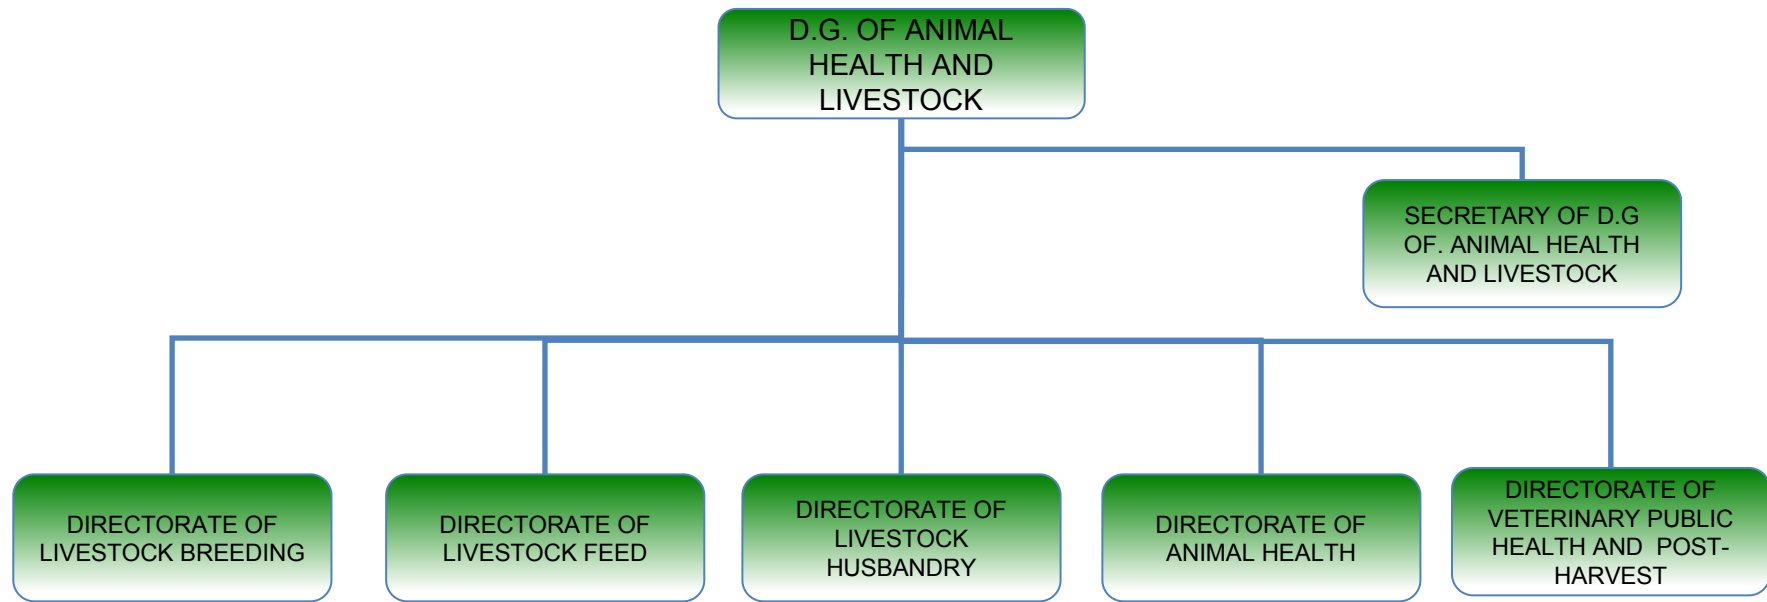 D.G. OF ANIMAL
HEALTH AND
LIVESTOCK
SECRETARY OF D.G
OF. ANIMAL HEALTH
AND LIVESTOCK
DIRECTORATE OF
LIVESTOCK BREEDING
DIRECTORATE OF
LIVESTOCK FEED
DIRECTORATE OF
LIVESTOCK
HUSBANDRY
DIRECTORATE OF
ANIMAL HEALTH
DIRECTORATE OF
VETERINARY PUBLIC
HEALTH AND POST-
HARVEST